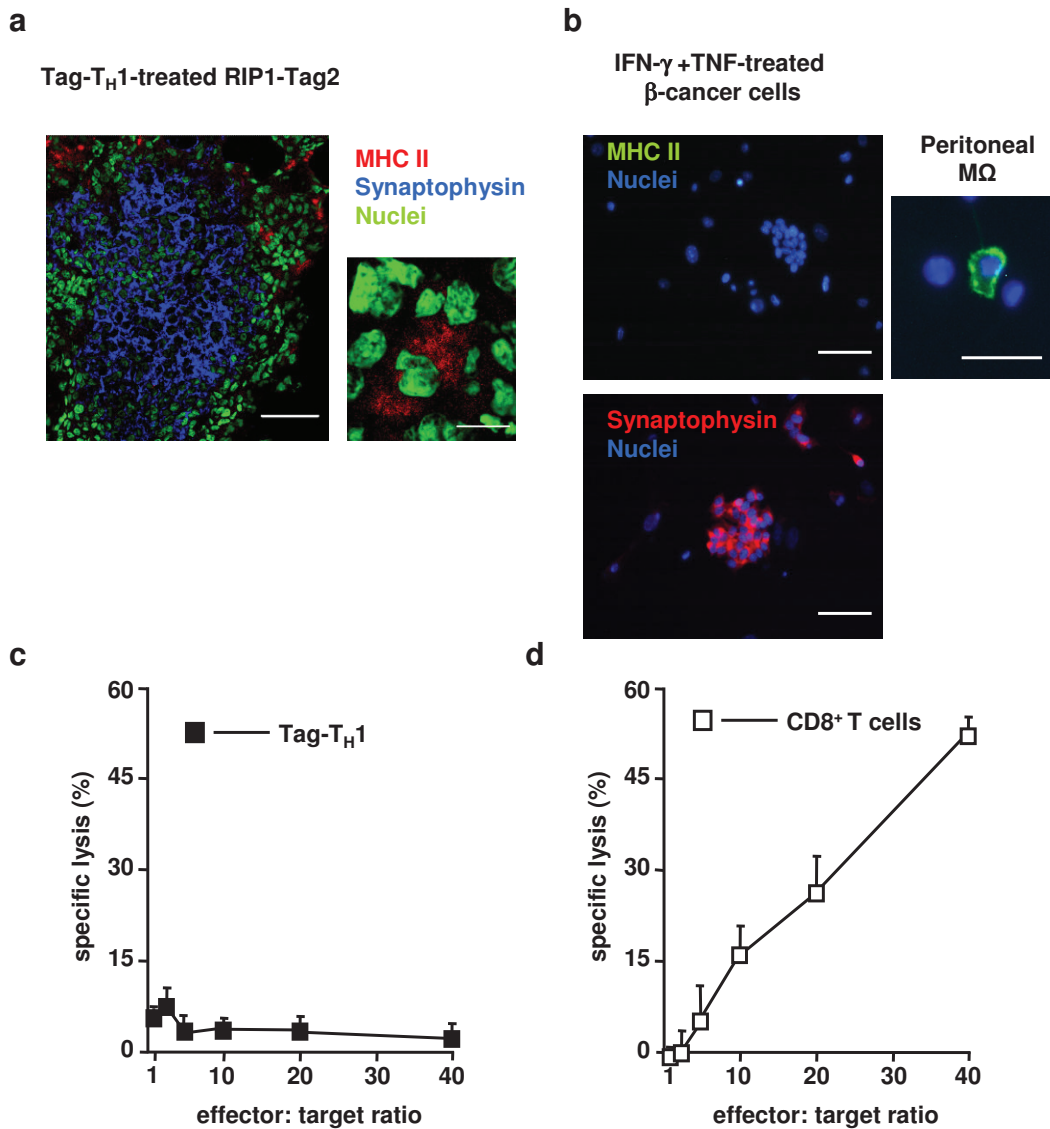 a
Tag-TH1-treated RIP1-Tag2
MHC II
Synaptophysin
Nuclei
b
IFN-γ+TNF-treated
β-cancer cells
MHC II
Nuclei
Peritoneal
MΩ
Synaptophysin
Nuclei
c
60
45
30
15
0
specific lysis (%)
Tag-TH1
1 10 20 30 40
effector: target ratio
d
60
45
30
15
0
specific lysis (%)
CD8+ T cells
1 10 20 30 40
effector: target ratio